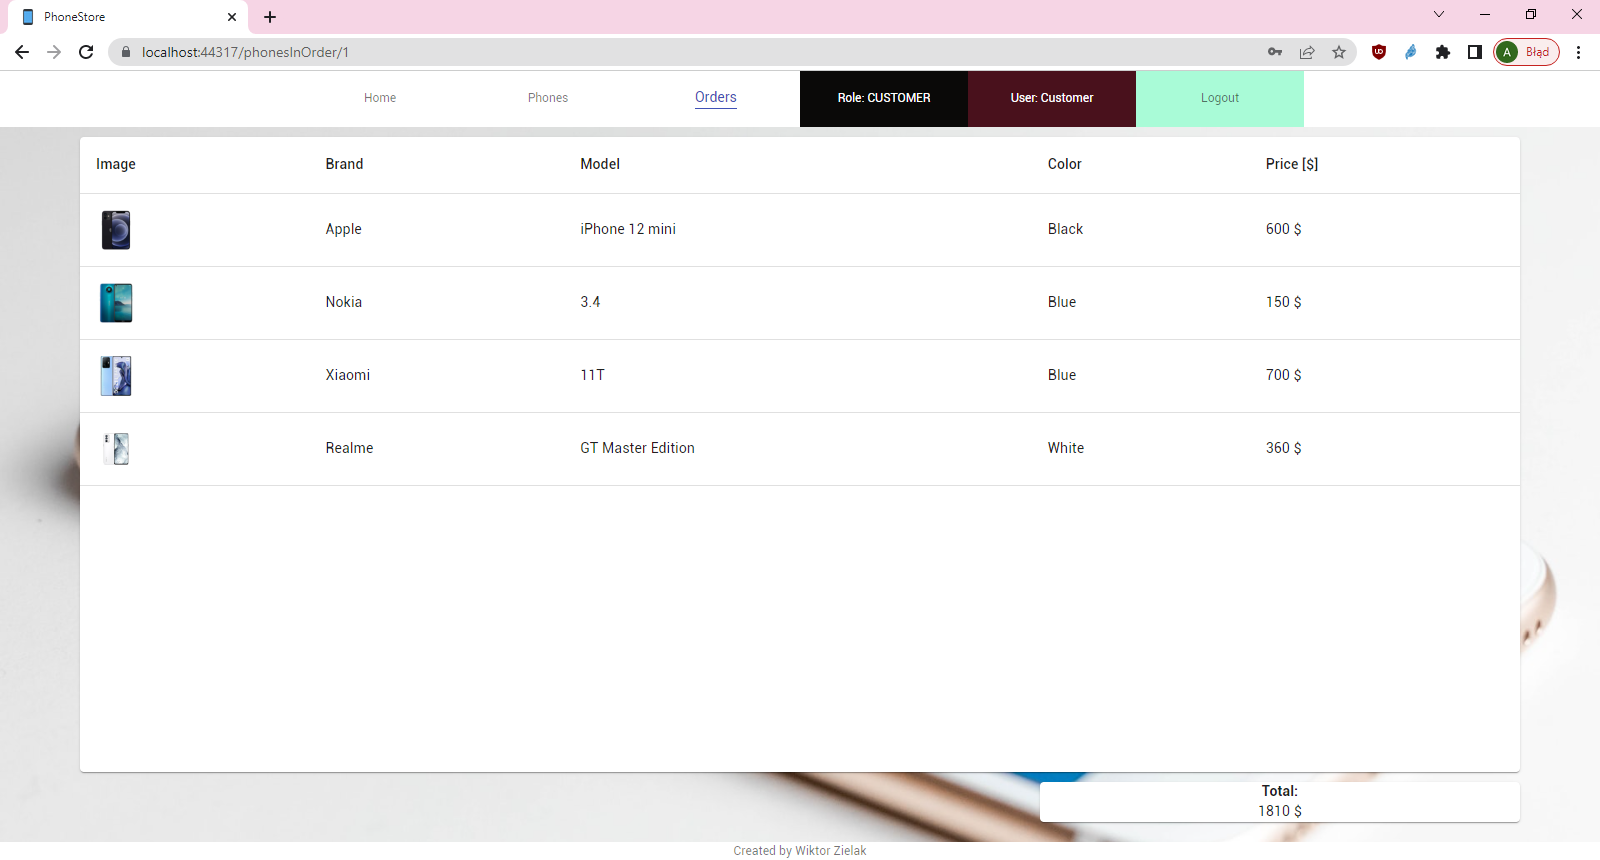 PhoneStore
localhost:44317/phonesInOrder/1
A Błąd
Home Phones Orders Role: CUSTOMER User: Customer Logout
Image Brand Model Color Price [$]
Apple iPhone 12 mini Black 600 $
Nokia 3.4 Blue 150 $
Xiaomi 11T Blue 700 $
Realme GT Master Edition White 360 $
Total:
1810 $
Created by Wiktor Zielak